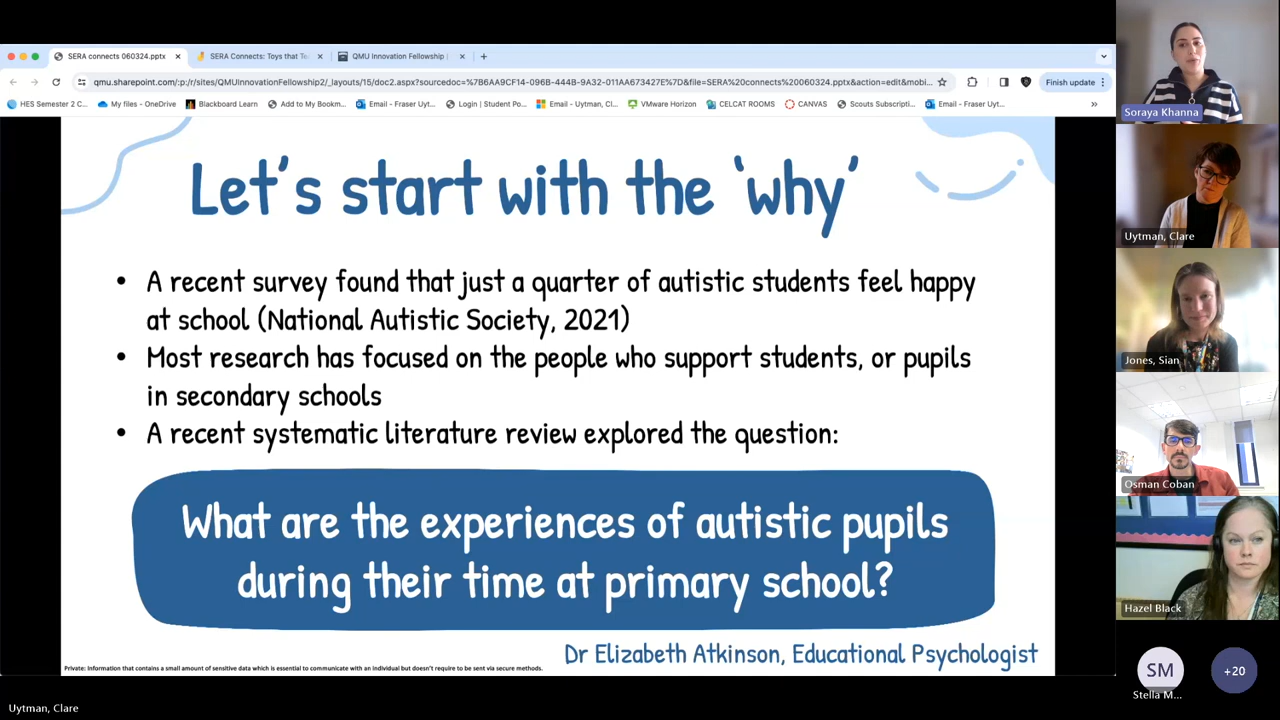 SERA connects 060324.pptx
SERA Connects: Toys that Te
QMU Innovation Fellowship
qmu.sharepoint.com/:p:/r/sites/QMUInnovationFellowship2/_layouts/15/doc2.aspx?sourcedoc=%7B6AA9CF14-096B-444B-9A32-011AA673427E%7D&file=SERA%20connects%20060324.pptx&action=edit&mobi...
Finish update
HES Semester 2 C...
My files - OneDrive
Blackboard Learn
Add to My Bookm...
Email - Fraser Uyt...
Login | Student Po...
Email - Uytman, Cl...
VMware Horizon
CELCAT ROOMS
CANVAS
Scouts Subscripti...
Email - Fraser Uyt...
»
Let's start with the 'why'
• A recent survey found that just a quarter of autistic students feel happy
at school (National Autistic Society, 2021)
• Most research has focused on the people who support students, or pupils
in secondary schools
• A recent systematic literature review explored the question:
What are the experiences of autistic pupils
during their time at primary school?
Dr Elizabeth Atkinson, Educational Psychologist
Private: Information that contains a small amount of sensitive data which is essential to communicate with an individual but doesn't require to be sent via secure methods.
Soraya Khanna
Uytman, Clare
Jones, Sian
Osman Coban
Hazel Black
SM
Stella M...
+20
Uytman, Clare